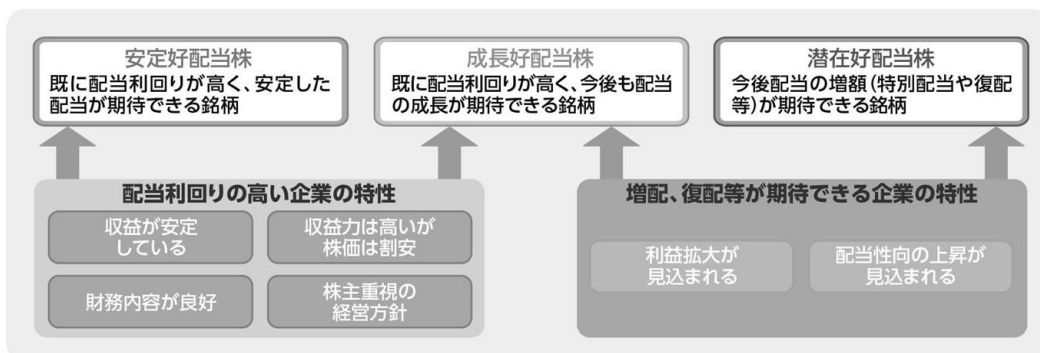 安定好配当株
既に配当利回りが高く、安定した
配当が期待できる銘柄
成長好配当株
既に配当利回りが高く、今後も配当
の成長が期待できる銘柄
潜在好配当株
今後配当の増額(特別配当や復配
等)が期待できる銘柄
配当利回りの高い企業の特性
収益が安定
している
収益力は高いが
株価は割安
財務内容が良好
株主重視の
経営方針
増配、復配等が期待できる企業の特性
利益拡大が
見込まれる
配当性向の上昇が
見込まれる